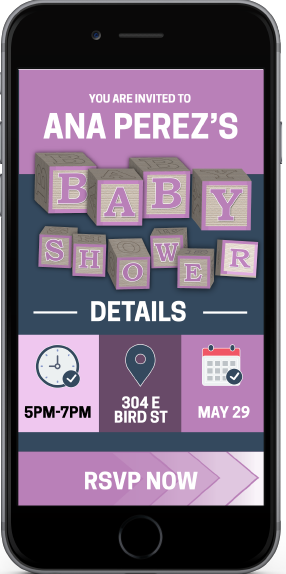 YOU ARE INVITED TO
ANA PEREZ'S
BABY
SHOWER
DETAILS
5PM-7PM
304 E
BIRD ST
MAY 29
RSVP NOW